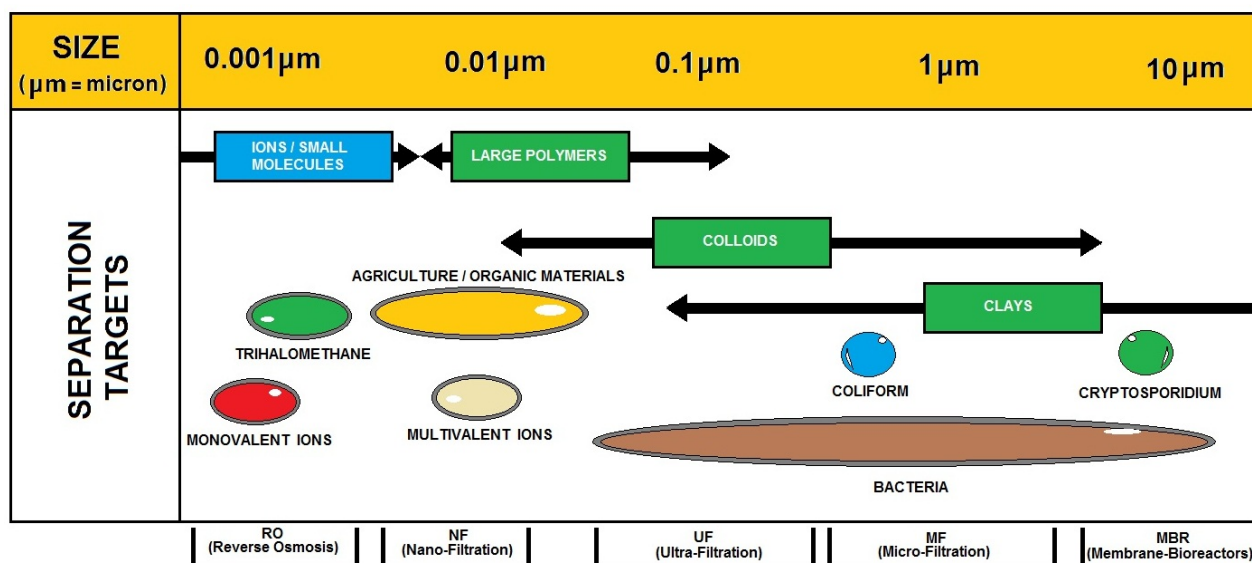 SIZE
(µm = micron)
0.001µm
0.01µm
0.1µm
1µm
10µm
SEPARATION
TARGETS
IONS / SMALL
MOLECULES
LARGE POLYMERS
COLLOIDS
AGRICULTURE / ORGANIC MATERIALS
CLAYS
TRIHALOMETHANE
COLIFORM
CRYPTOSPORIDIUM
MONOVALENT IONS
MULTIVALENT IONS
BACTERIA
RO
(Reverse Osmosis)
NF
(Nano-Filtration)
UF
(Ultra-Filtration)
MF
(Micro-Filtration)
MBR
(Membrane-Bioreactors)